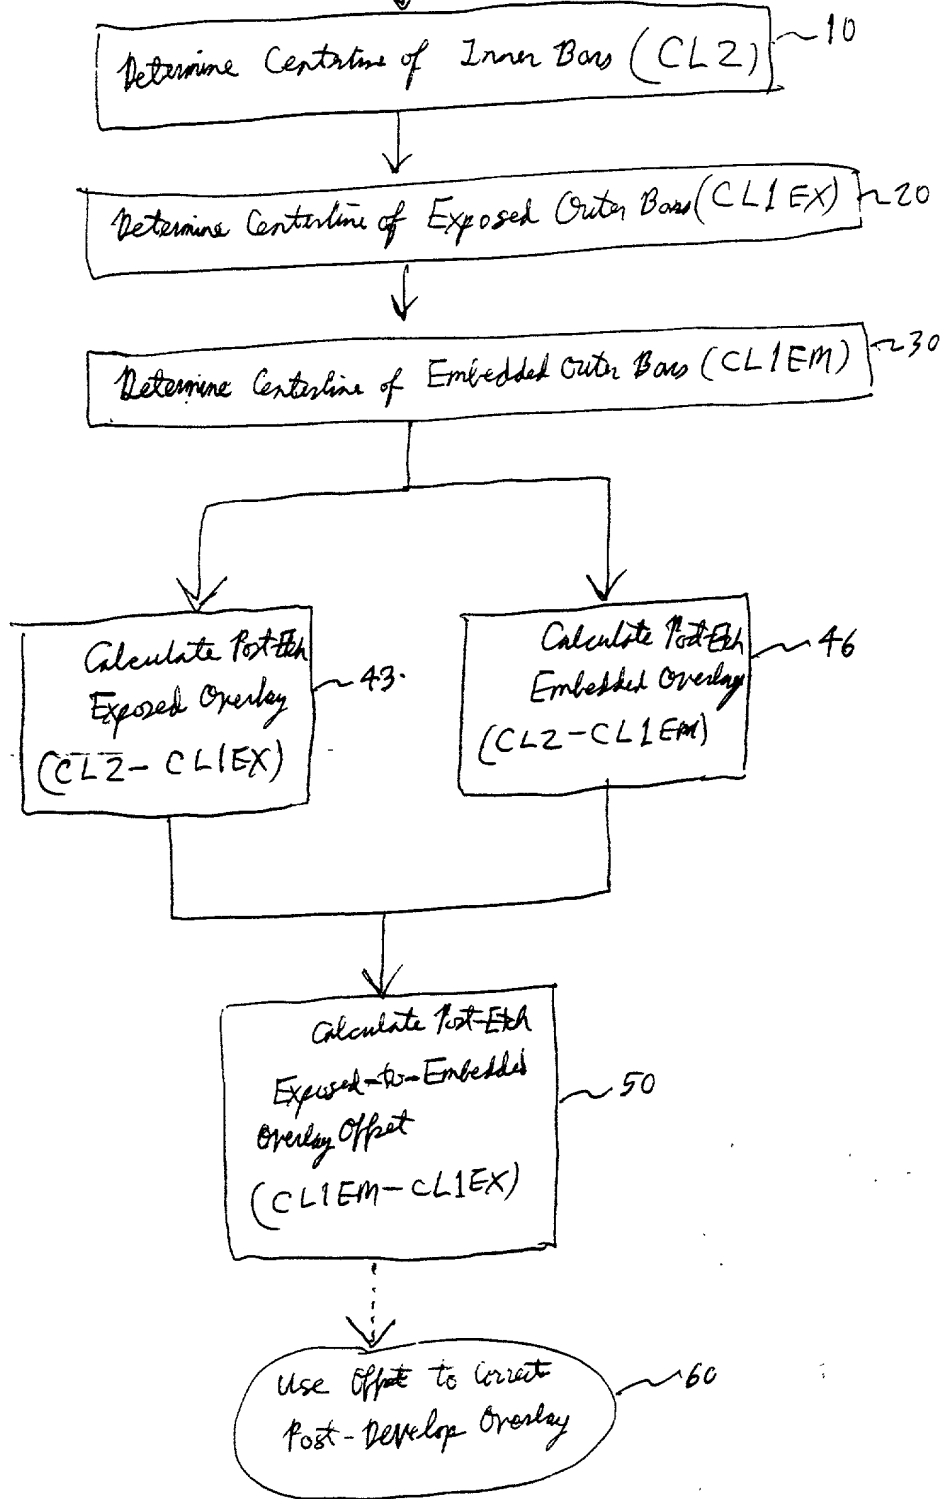 Determine Centerline of Inner Bars (CL2)
10
Determine Centerline of Exposed Outer Bars (CL1EX)
20
Determine Centerline of Embedded Outer Bars (CL1EM)
30
Calculate Post-Etch
Exposed Overlay
(CL2- CL1EX)
43.
Calculate Post-Etch
Embedded Overlay
(CL2-CL1EM)
46
Calculate Post-Etch
Exposed-to-Embedded
Overlay Offset
(CL1EM-CL1EX)
50
Use Offset to Correct
Post-Develop Overlay
60